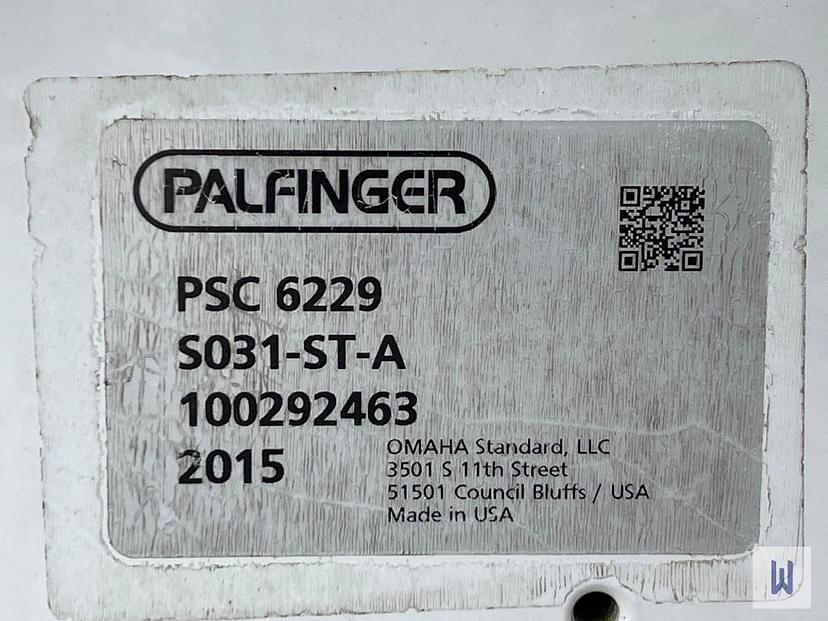 PALFINGER
PSC 6229
S031-ST-A
100292463
2015
OMAHA Standard, LLC
3501 S 11th Street
51501 Council Bluffs / USA
Made in USA
W